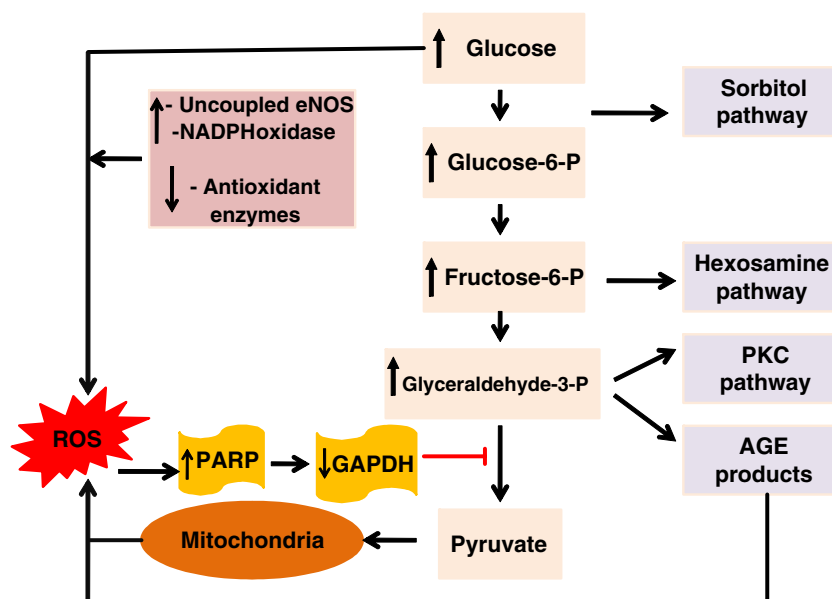 Glucose
Sorbitol
pathway
- Uncoupled eNOS
-NADPHoxidase
- Antioxidant
enzymes
Glucose-6-P
Fructose-6-P
Hexosamine
pathway
Glyceraldehyde-3-P
PKC
pathway
ROS
PARP
GAPDH
AGE
products
Mitochondria
Pyruvate